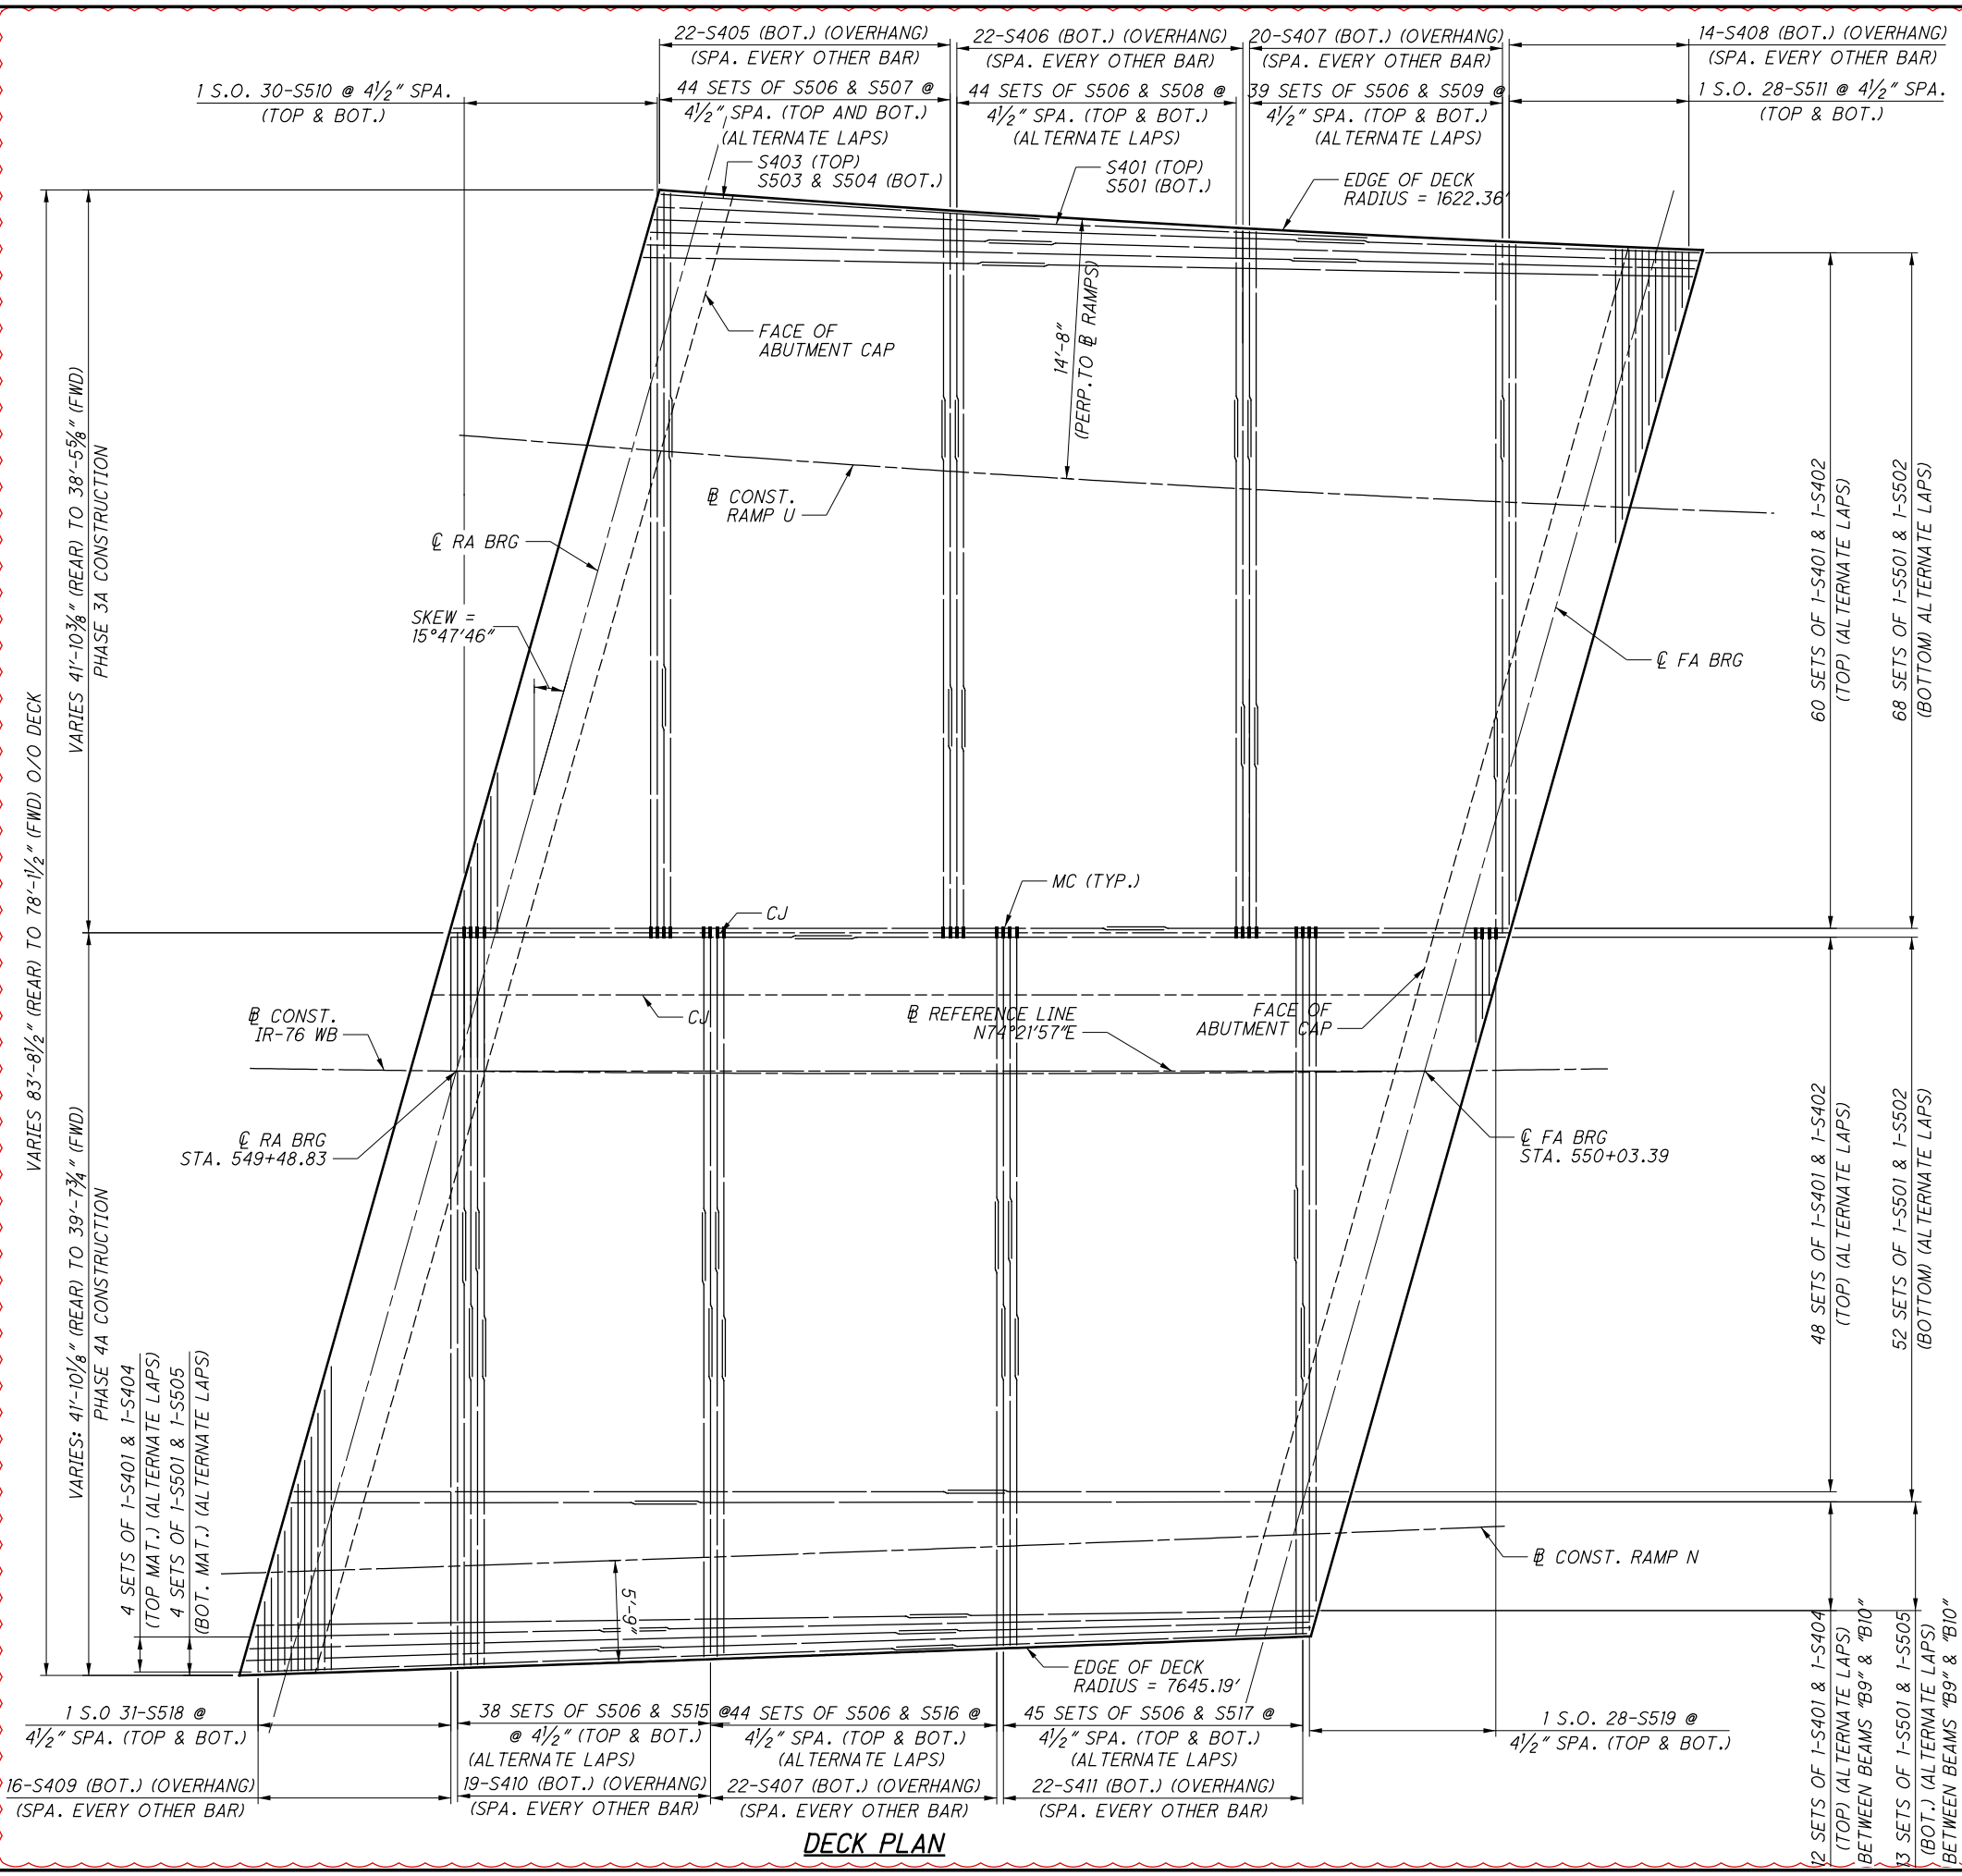 22-S405 (BOT.) (OVERHANG)
(SPA. EVERY OTHER BAR)
22-S406 (BOT.) (OVERHANG)
(SPA. EVERY OTHER BAR)
20-S407 (BOT.) (OVERHANG)
(SPA. EVERY OTHER BAR)
14-S408 (BOT.) (OVERHANG)
(SPA. EVERY OTHER BAR)
1 S.O. 30-S510 @ 4½" SPA.
(TOP & BOT.)
44 SETS OF S506 & S507 @
4½" SPA. (TOP AND BOT.)
(ALTERNATE LAPS)
44 SETS OF S506 & S508 @
4½" SPA. (TOP & BOT.)
(ALTERNATE LAPS)
39 SETS OF S506 & S509 @
4½" SPA. (TOP & BOT.)
(ALTERNATE LAPS)
1 S.O. 28-S511 @ 4½" SPA.
(TOP & BOT.)
S403 (TOP)
S503 & S504 (BOT.)
S401 (TOP)
S501 (BOT.)
EDGE OF DECK
RADIUS = 1622.36'
FACE OF
ABUTMENT CAP
14'-8"
(PERP. TO ⅊ RAMPS)
⅊ CONST.
RAMP U
℄ RA BRG
SKEW =
15°47'46"
℄ FA BRG
VARIES 83'-8½" (REAR) TO 78'-1½" (FWD) O/O DECK
VARIES 41'-10⅜" (REAR) TO 38'-5⅝" (FWD)
PHASE 3A CONSTRUCTION
60 SETS OF 1-S401 & 1-S402
(TOP) (ALTERNATE LAPS)
68 SETS OF 1-S501 & 1-S502
(BOTTOM) ALTERNATE LAPS)
MC (TYP.)
CJ
CJ
⅊ CONST.
IR-76 WB
⅊ REFERENCE LINE
N74°21'57"E
FACE OF
ABUTMENT CAP
℄ RA BRG
STA. 549+48.83
℄ FA BRG
STA. 550+03.39
VARIES: 41'-10⅛" (REAR) TO 39'-7¾" (FWD)
PHASE 4A CONSTRUCTION
4 SETS OF 1-S401 & 1-S404
(TOP MAT.) (ALTERNATE LAPS)
4 SETS OF 1-S501 & 1-S505
(BOT. MAT.) (ALTERNATE LAPS)
48 SETS OF 1-S401 & 1-S402
(TOP) (ALTERNATE LAPS)
52 SETS OF 1-S501 & 1-S502
(BOTTOM) (ALTERNATE LAPS)
⅊ CONST. RAMP N
5'-9"
EDGE OF DECK
RADIUS = 7645.19'
12 SETS OF 1-S401 & 1-S404
(TOP) (ALTERNATE LAPS)
BETWEEN BEAMS "B9" & "B10"
13 SETS OF 1-S501 & 1-S505
(BOT.) (ALTERNATE LAPS)
BETWEEN BEAMS "B9" & "B10"
1 S.O 31-S518 @
4½" SPA. (TOP & BOT.)
38 SETS OF S506 & S515 @
@ 4½" (TOP & BOT.)
(ALTERNATE LAPS)
44 SETS OF S506 & S516 @
4½" SPA. (TOP & BOT.)
(ALTERNATE LAPS)
45 SETS OF S506 & S517 @
4½" SPA. (TOP & BOT.)
(ALTERNATE LAPS)
1 S.O. 28-S519 @
4½" SPA. (TOP & BOT.)
16-S409 (BOT.) (OVERHANG)
(SPA. EVERY OTHER BAR)
19-S410 (BOT.) (OVERHANG)
(SPA. EVERY OTHER BAR)
22-S407 (BOT.) (OVERHANG)
(SPA. EVERY OTHER BAR)
22-S411 (BOT.) (OVERHANG)
(SPA. EVERY OTHER BAR)
DECK PLAN